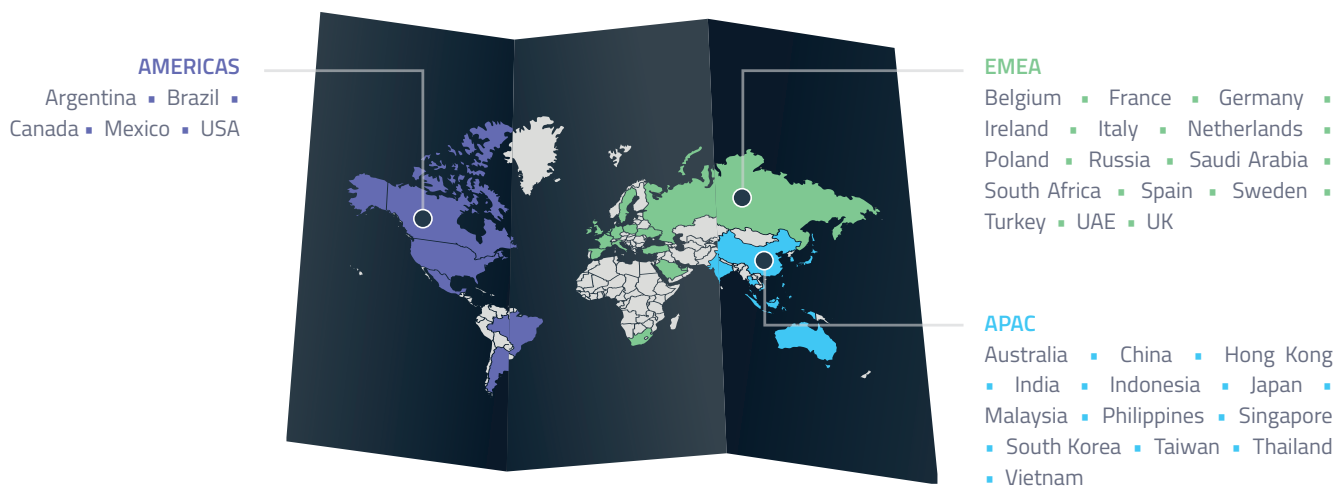 AMERICAS
Argentina ▪ Brazil ▪
Canada ▪ Mexico ▪ USA
EMEA
Belgium ▪ France ▪ Germany ▪
Ireland ▪ Italy ▪ Netherlands ▪
Poland ▪ Russia ▪ Saudi Arabia ▪
South Africa ▪ Spain ▪ Sweden ▪
Turkey ▪ UAE ▪ UK
APAC
Australia ▪ China ▪ Hong Kong
▪ India ▪ Indonesia ▪ Japan ▪
Malaysia ▪ Philippines ▪ Singapore
▪ South Korea ▪ Taiwan ▪ Thailand
▪ Vietnam